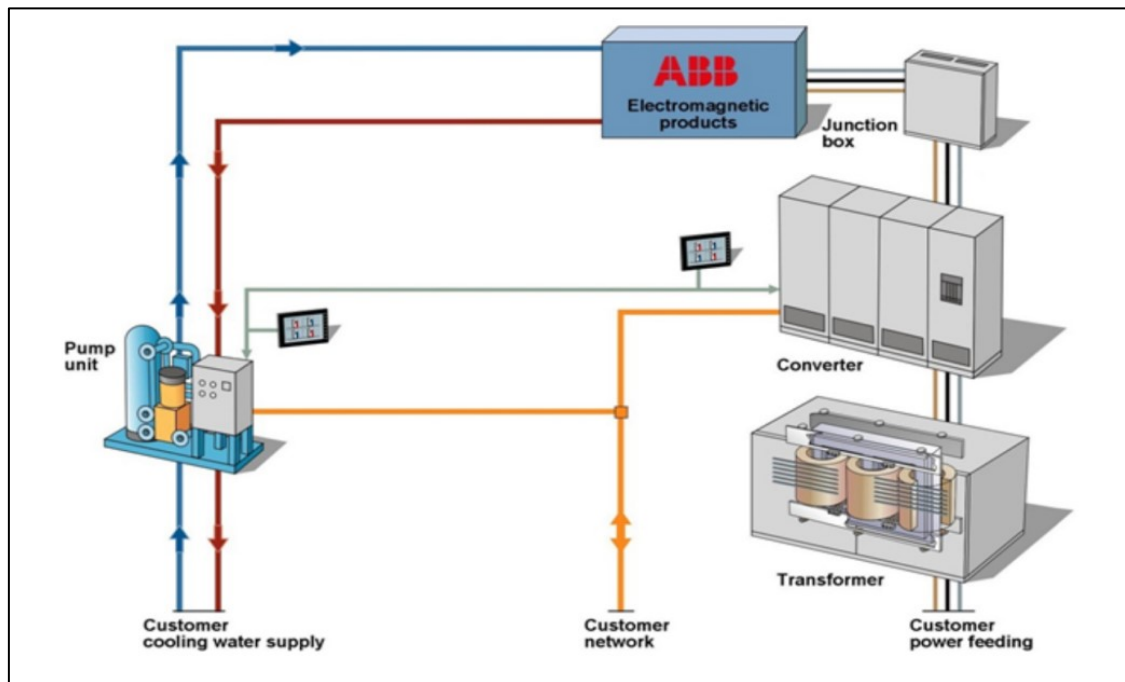 ABB
Electromagnetic
products
Junction
box
Pump
unit
Converter
Transformer
Customer
cooling water supply
Customer
network
Customer
power feeding